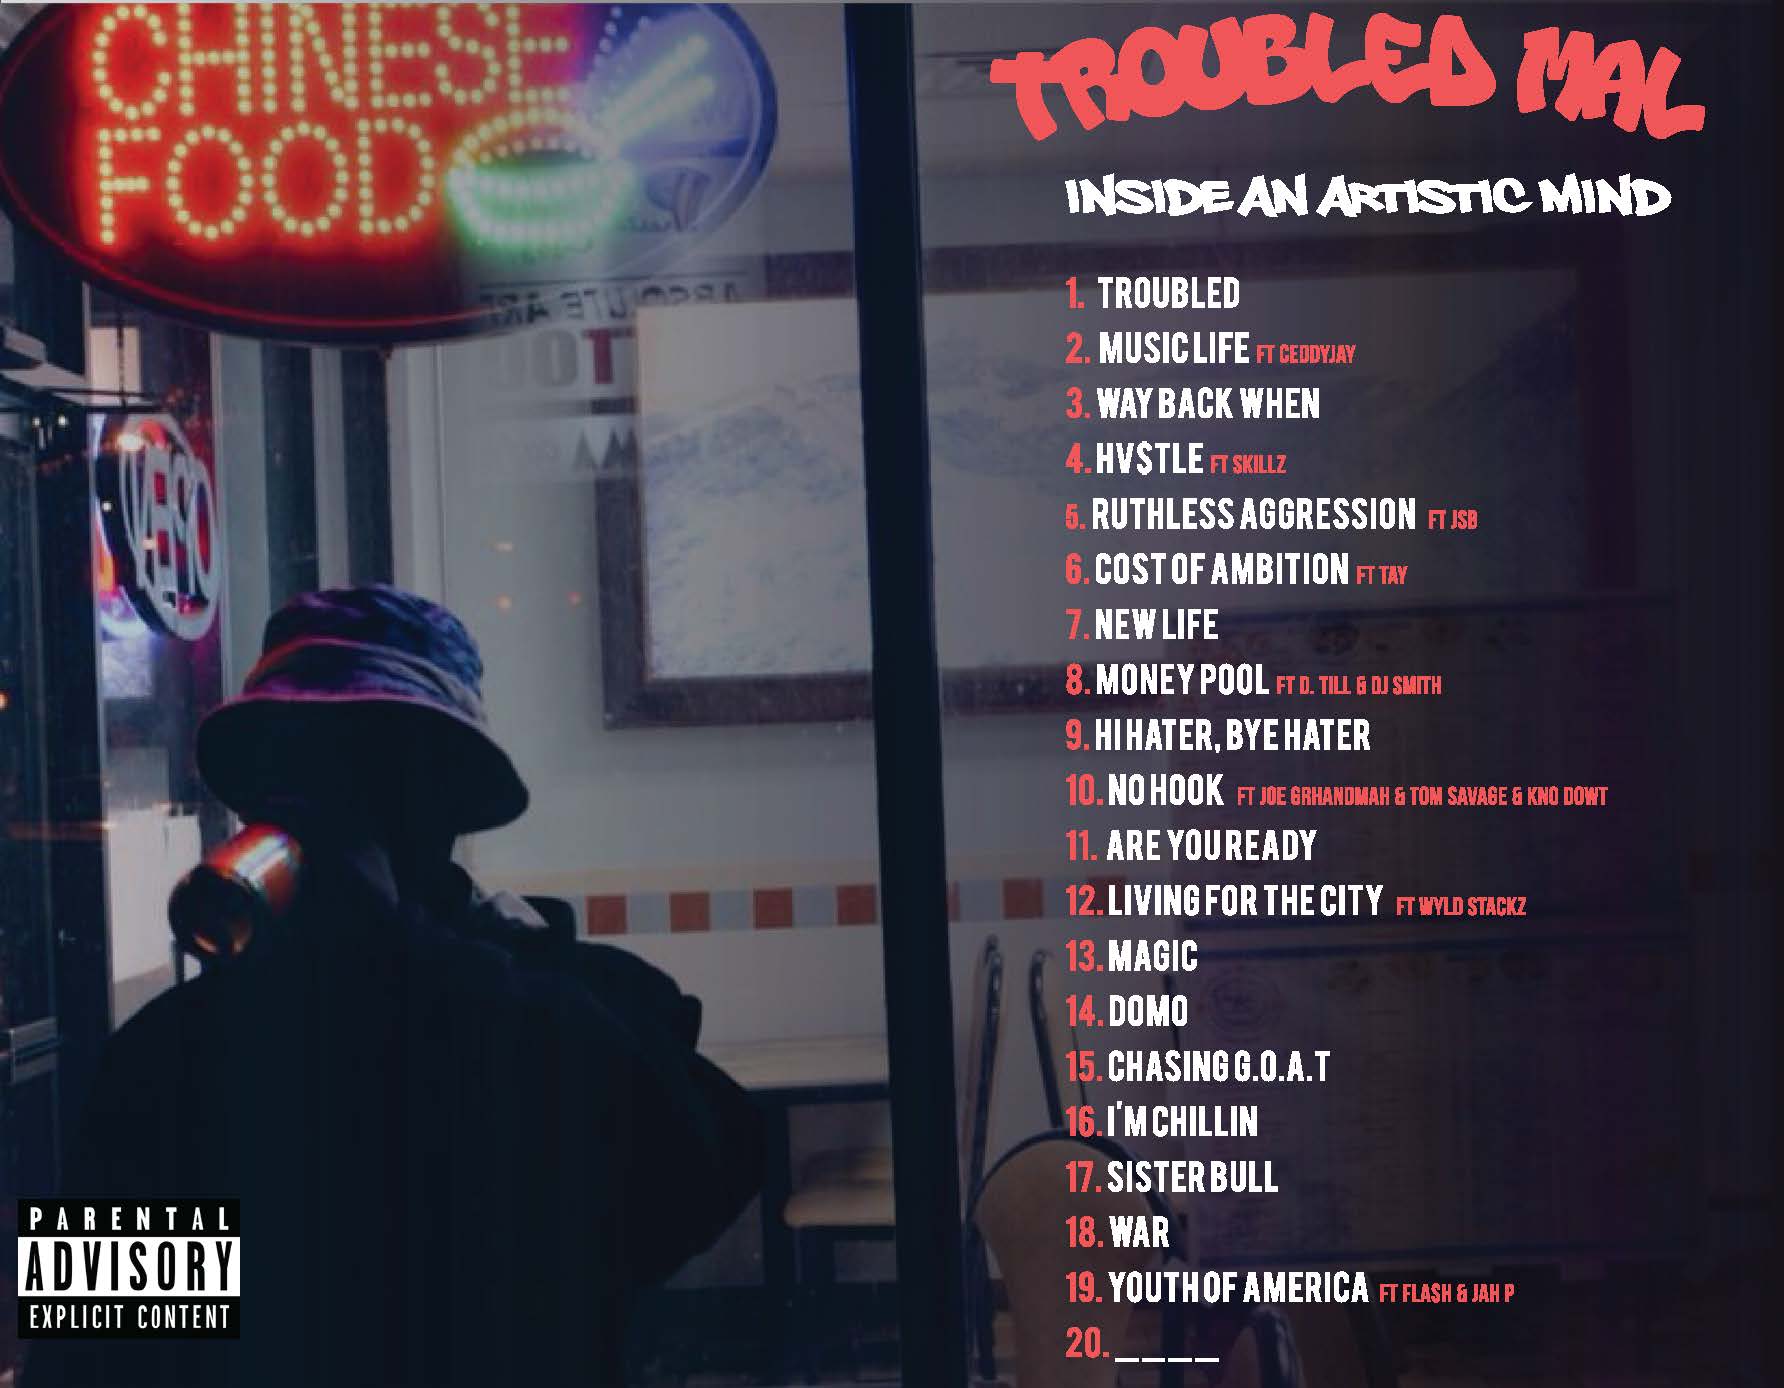 CHINESE
FOOD
TROUBLED MAL
INSIDE AN ARTISTIC MIND
1. TROUBLED
2. MUSIC LIFE FT CEDDYJAY
3. WAY BACK WHEN
4. HV$TLE FT SKILLZ
5. RUTHLESS AGGRESSION FT JSB
6. COST OF AMBITION FT TAY
7. NEW LIFE
8. MONEY POOL FT D. TILL & DJ SMITH
9. HI HATER, BYE HATER
10. NO HOOK FT JOE GRHANDMAH & TOM SAVAGE & KNO DOWT
11. ARE YOU READY
12. LIVING FOR THE CITY FT WYLD STACKZ
13. MAGIC
14. DOMO
15. CHASING G.O.A.T
16. I'M CHILLIN
17. SISTER BULL
18. WAR
19. YOUTH OF AMERICA FT FLASH & JAH P
20. _ _ _ _
PARENTAL
ADVISORY
EXPLICIT CONTENT